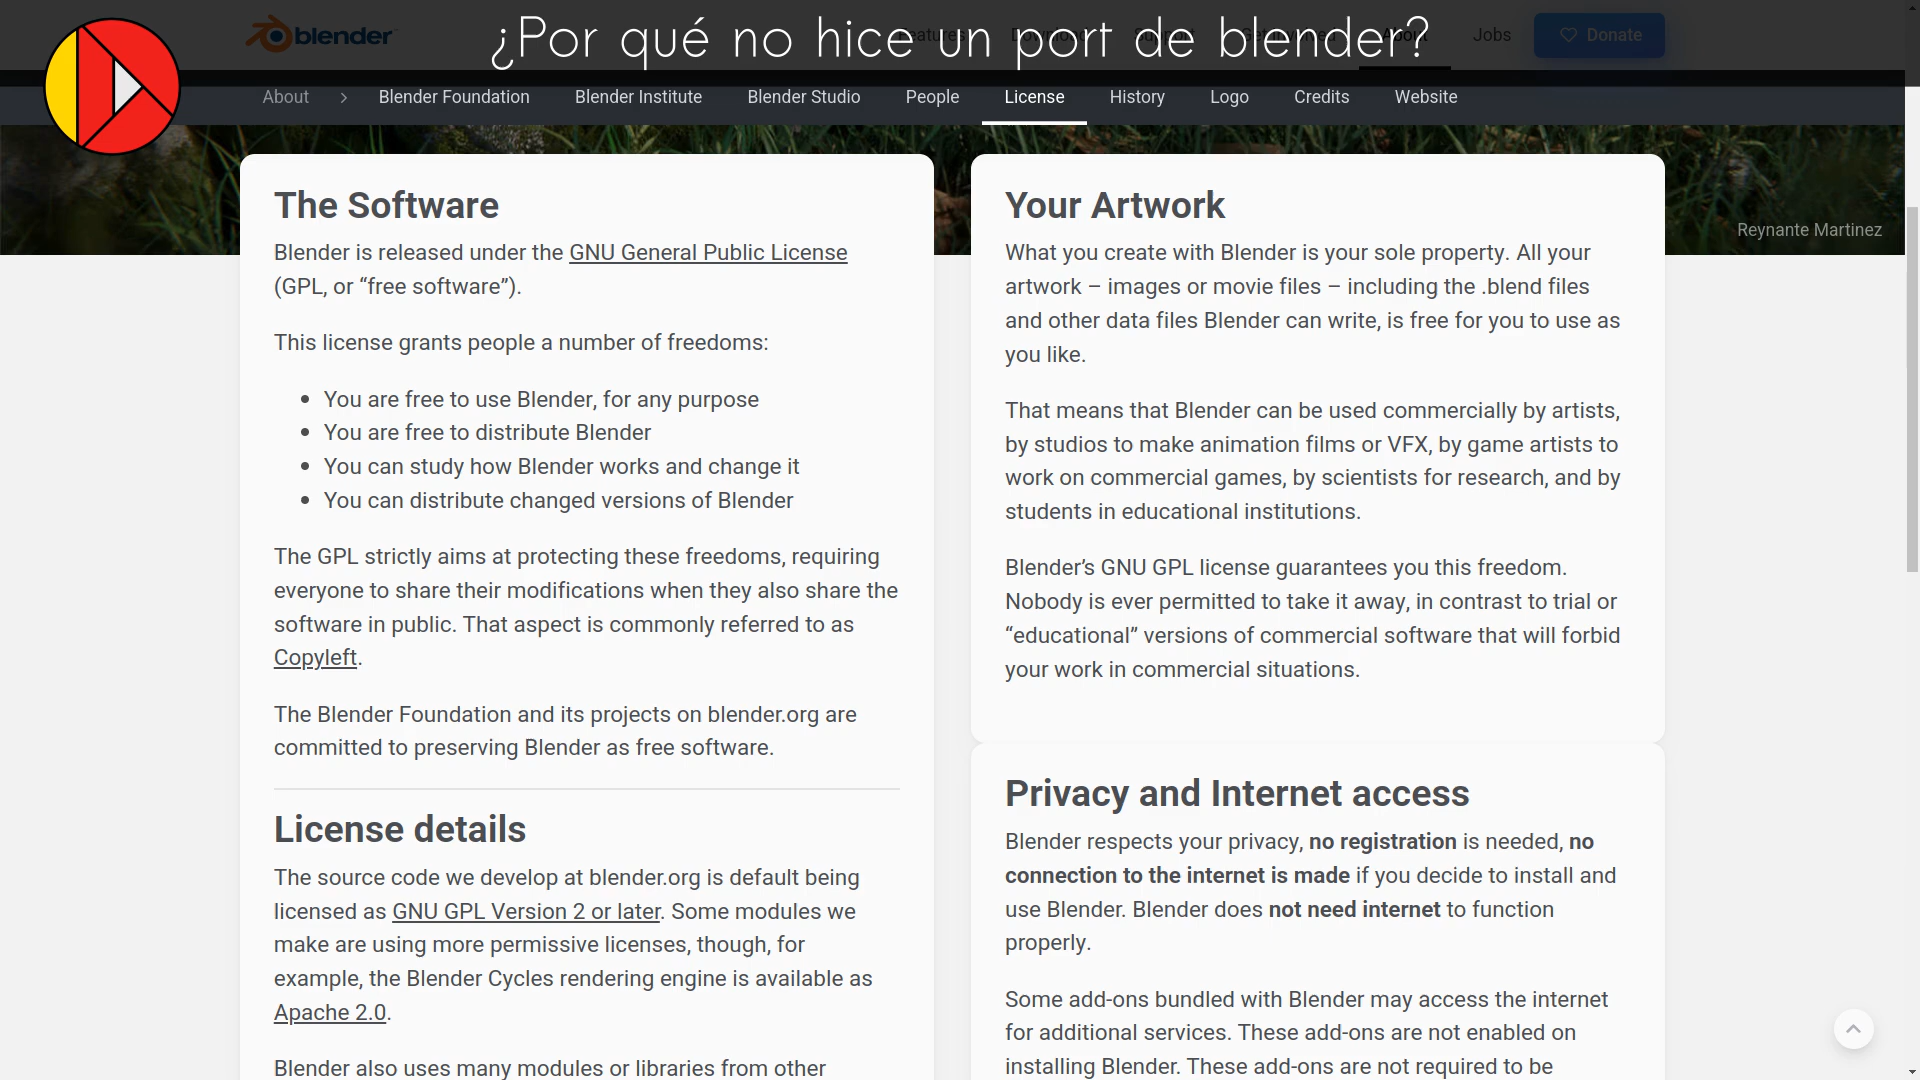 ¿Por qué no hice un port de blender?
blender
Features Download Support Get Involved About Jobs Donate
About Blender Foundation Blender Institute Blender Studio People License History Logo Credits Website
Reynante Martinez
The Software
Blender is released under the GNU General Public License
(GPL, or “free software”).
This license grants people a number of freedoms:
You are free to use Blender, for any purpose
You are free to distribute Blender
You can study how Blender works and change it
You can distribute changed versions of Blender
The GPL strictly aims at protecting these freedoms, requiring
everyone to share their modifications when they also share the
software in public. That aspect is commonly referred to as
Copyleft.
The Blender Foundation and its projects on blender.org are
committed to preserving Blender as free software.
License details
The source code we develop at blender.org is default being
licensed as GNU GPL Version 2 or later. Some modules we
make are using more permissive licenses, though, for
example, the Blender Cycles rendering engine is available as
Apache 2.0.
Blender also uses many modules or libraries from other
Your Artwork
What you create with Blender is your sole property. All your
artwork – images or movie files – including the .blend files
and other data files Blender can write, is free for you to use as
you like.
That means that Blender can be used commercially by artists,
by studios to make animation films or VFX, by game artists to
work on commercial games, by scientists for research, and by
students in educational institutions.
Blender’s GNU GPL license guarantees you this freedom.
Nobody is ever permitted to take it away, in contrast to trial or
“educational” versions of commercial software that will forbid
your work in commercial situations.
Privacy and Internet access
Blender respects your privacy, no registration is needed, no
connection to the internet is made if you decide to install and
use Blender. Blender does not need internet to function
properly.
Some add-ons bundled with Blender may access the internet
for additional services. These add-ons are not enabled on
installing Blender. These add-ons are not required to be